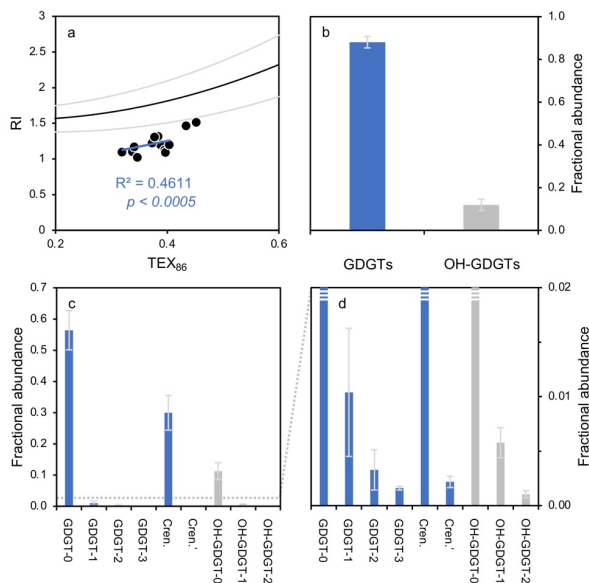 a
3
2.5
2
1.5
1
0.5
0
RI
R² = 0.4611
p < 0.0005
0.2
0.4
0.6
TEX₈₆
b
1.0
0.8
0.6
0.4
0.2
0.0
Fractional abundance
GDGTs
OH-GDGTs
c
0.7
0.6
0.5
0.4
0.3
0.2
0.1
0.0
Fractional abundance
GDGT-0
GDGT-1
GDGT-2
GDGT-3
Cren.
Cren.'
OH-GDGT-0
OH-GDGT-1
OH-GDGT-2
d
0.02
0.01
0.00
Fractional abundance
GDGT-0
GDGT-1
GDGT-2
GDGT-3
Cren.
Cren.'
OH-GDGT-0
OH-GDGT-1
OH-GDGT-2